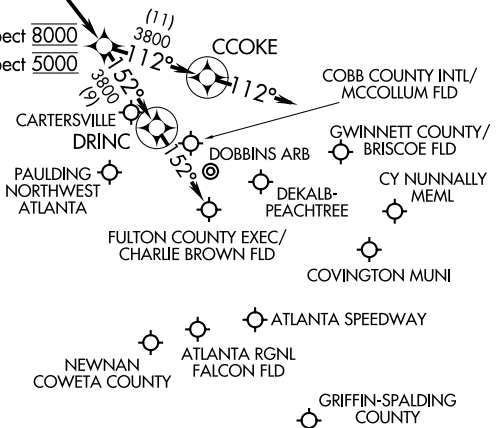 pect 8000
pect 5000
(11)
3800
112°
CCOKE
112°
3800
(9)
152°
CARTERSVILLE
DRINC
152°
COBB COUNTY INTL/
MCCOLLUM FLD
DOBBINS ARB
GWINNETT COUNTY/
BRISCOE FLD
PAULDING
NORTHWEST
ATLANTA
DEKALB-
PEACHTREE
CY NUNNALLY
MEML
FULTON COUNTY EXEC/
CHARLIE BROWN FLD
COVINGTON MUNI
ATLANTA SPEEDWAY
NEWNAN
COWETA COUNTY
ATLANTA RGNL
FALCON FLD
GRIFFIN-SPALDING
COUNTY